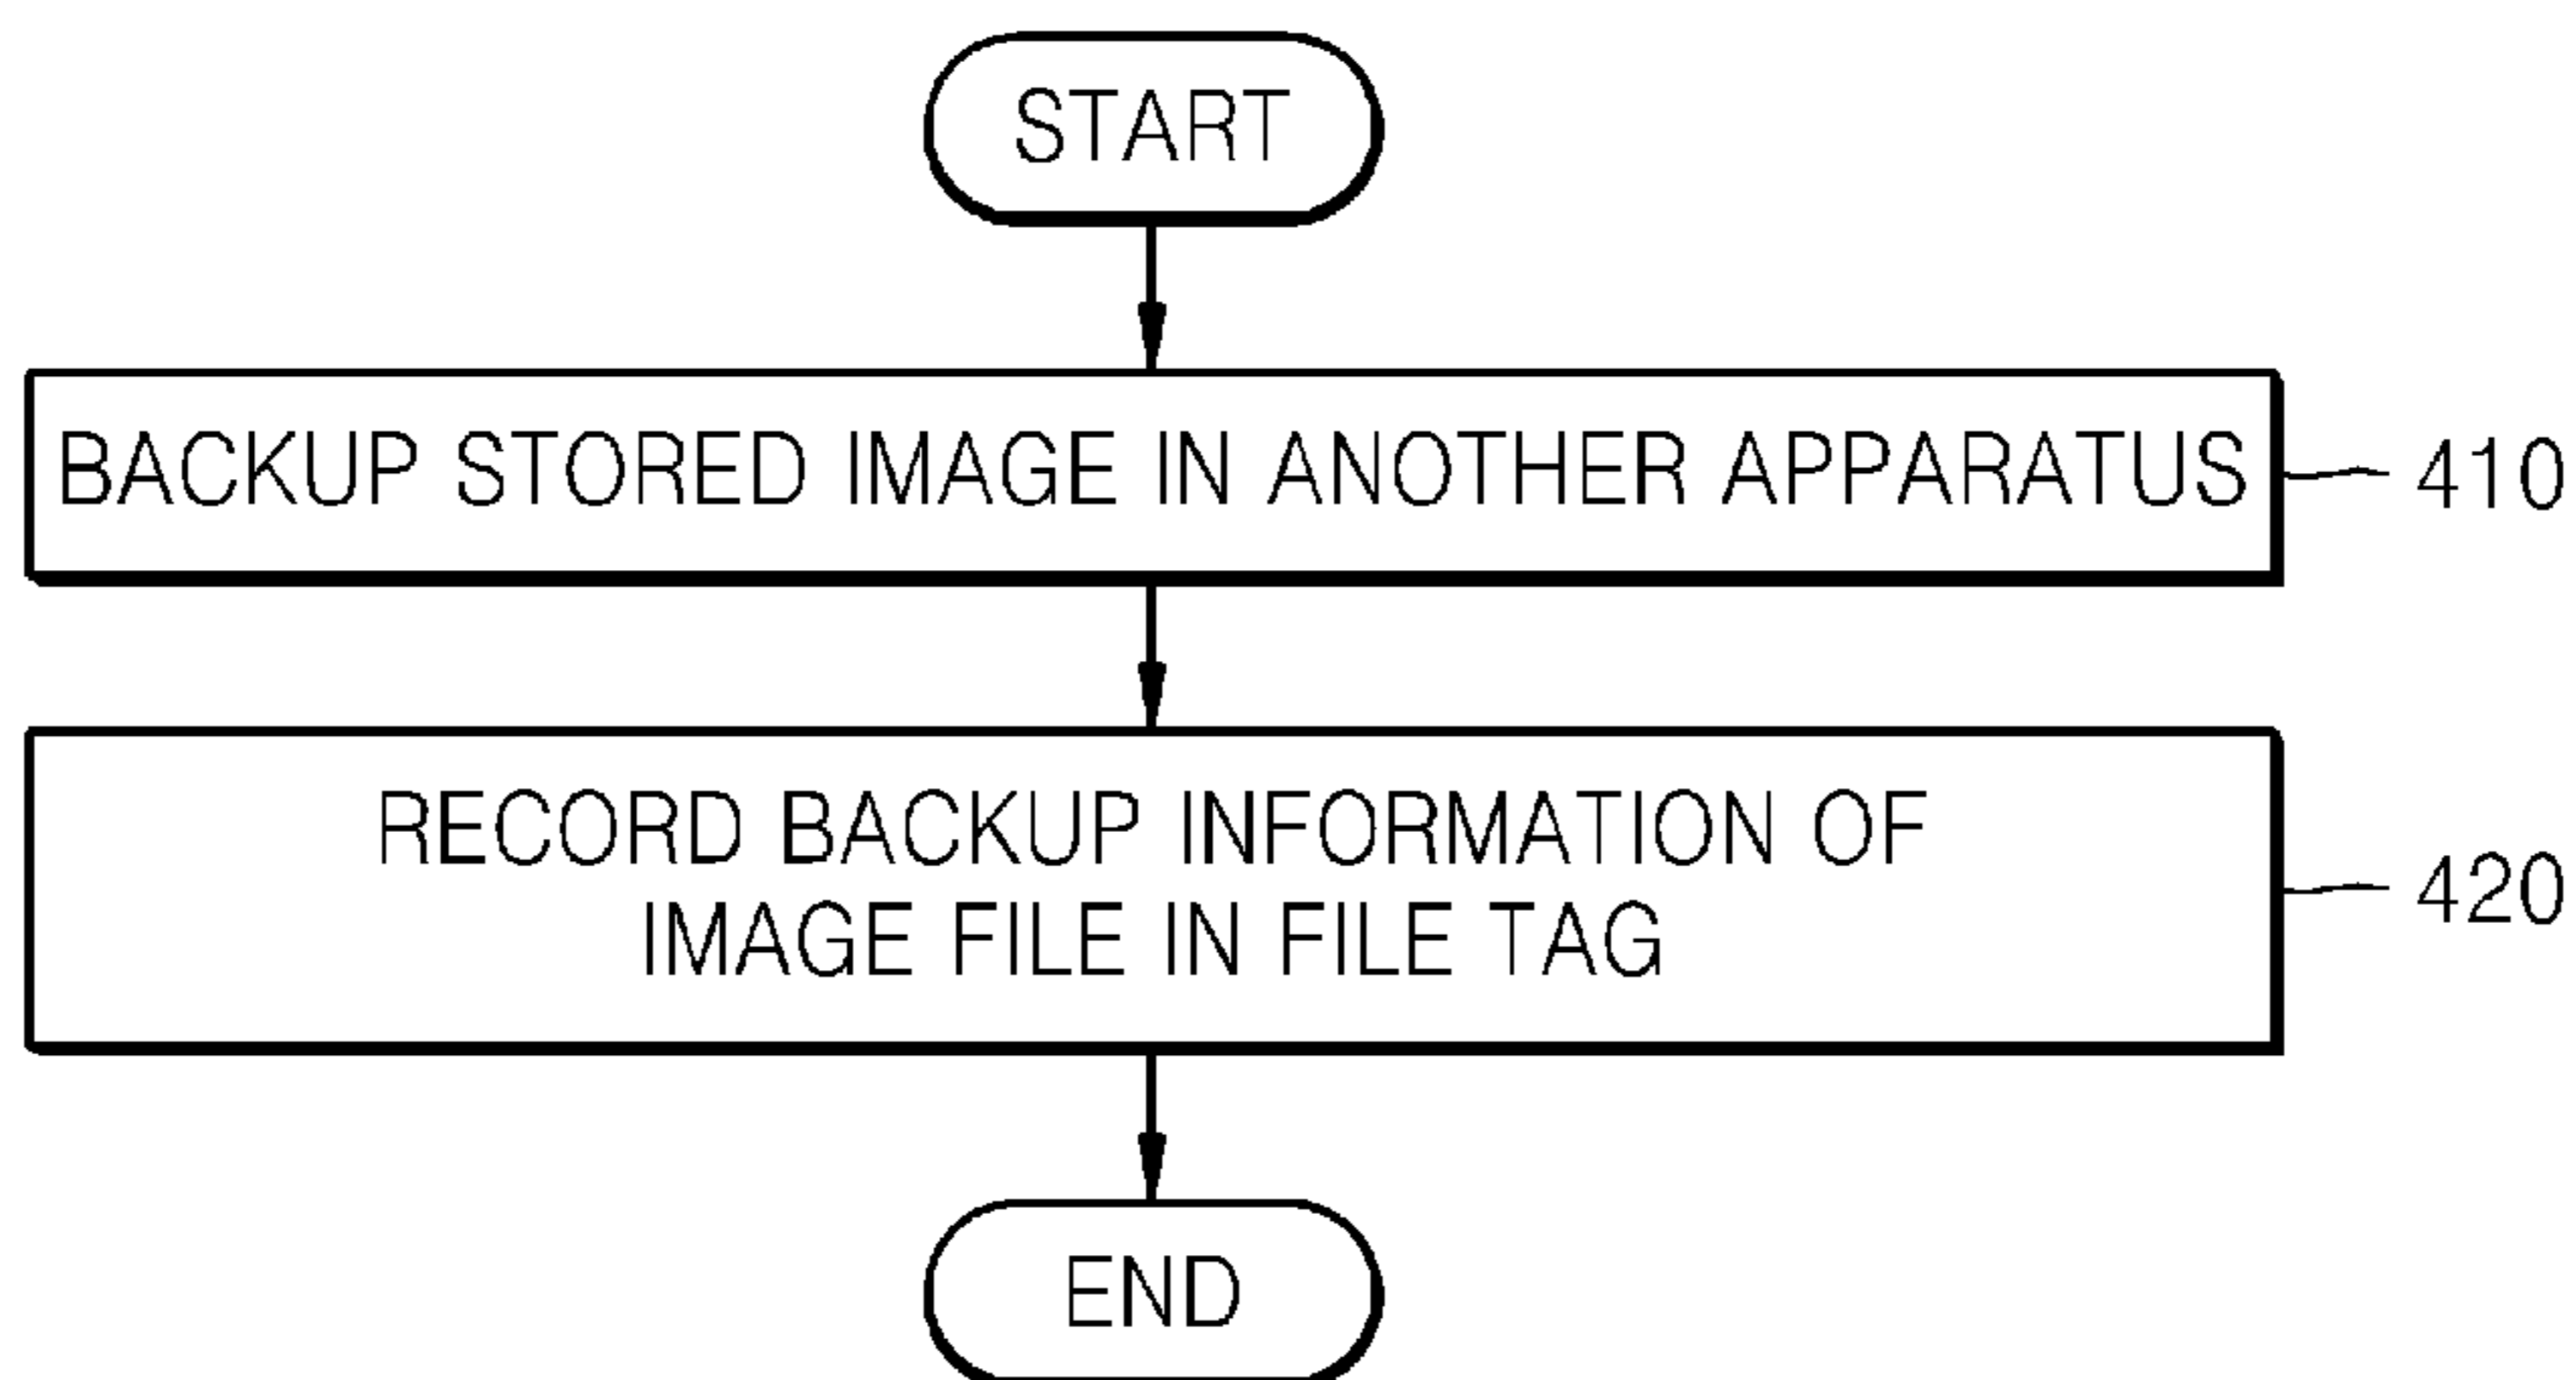 START
BACKUP STORED IMAGE IN ANOTHER APPARATUS
410
RECORD BACKUP INFORMATION OF
IMAGE FILE IN FILE TAG
420
END